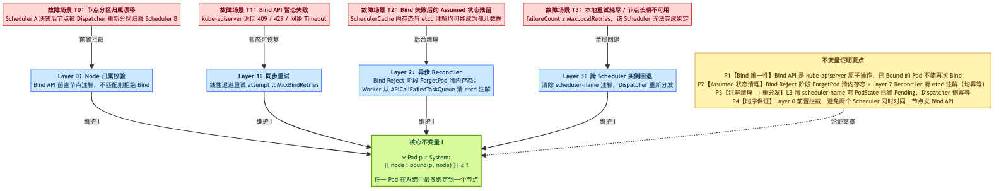 故障场景 T0：节点分区归属漂移
Scheduler A 决策后节点被 Dispatcher 重新分区归属 Scheduler B
故障场景 T1：Bind API 暂态失败
kube-apiserver 返回 409 / 429 / 网络 Timeout
故障场景 T2：Bind 失败后的 Assumed 状态残留
SchedulerCache 内存态与 etcd 注解均可能成为孤儿数据
故障场景 T3：本地重试耗尽 / 节点长期不可用
failureCount ≥ MaxLocalRetries，该 Scheduler 无法完成绑定
前置拦截
暂态可恢复
后台清理
全局回退
Layer 0：Node 归属校验
Bind API 前查节点注解，不匹配则拒绝 Bind
Layer 1：同步重试
线性退避重试 attempt lt MaxBindRetries
Layer 2：异步 Reconciler
Bind Reject 阶段 ForgetPod 清内存态；
Worker 从 APICallFailedTaskQueue 清 etcd 注解
Layer 3：跨 Scheduler 实例回退
清除 scheduler-name 注解，Dispatcher 重新分发
不变量证明要点
P1【Bind 唯一性】Bind API 是 kube-apiserver 原子操作，已 Bound 的 Pod 不能再次 Bind
P2【Assumed 状态清理】Bind Reject 阶段 ForgetPod 清内存态 + Layer 2 Reconciler 清 etcd 注解（均幂等）
P3【注解清理 → 重分发】L3 清 scheduler-name 前 PodState 已置 Pending，Dispatcher 侧幂等
P4【时序保证】Layer 0 前置拦截，避免两个 Scheduler 同时对同一节点发 Bind API
维护 I
维护 I
维护 I
维护 I
论证支撑
核心不变量 I
∀ Pod p ∈ System:
|{ node : bound(p, node) }| ≤ 1
任一 Pod 在系统中最多绑定到一个节点